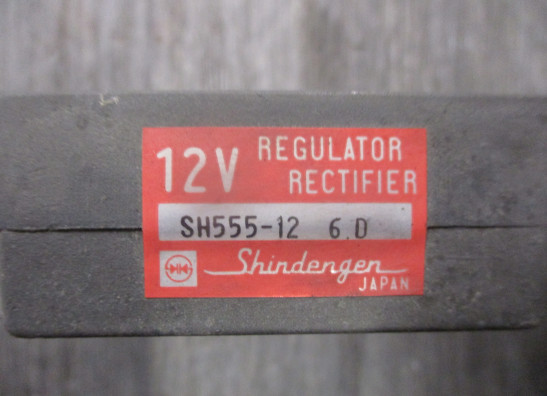 12V REGULATOR
RECTIFIER
SH555-12 6.D
Shindengen
JAPAN